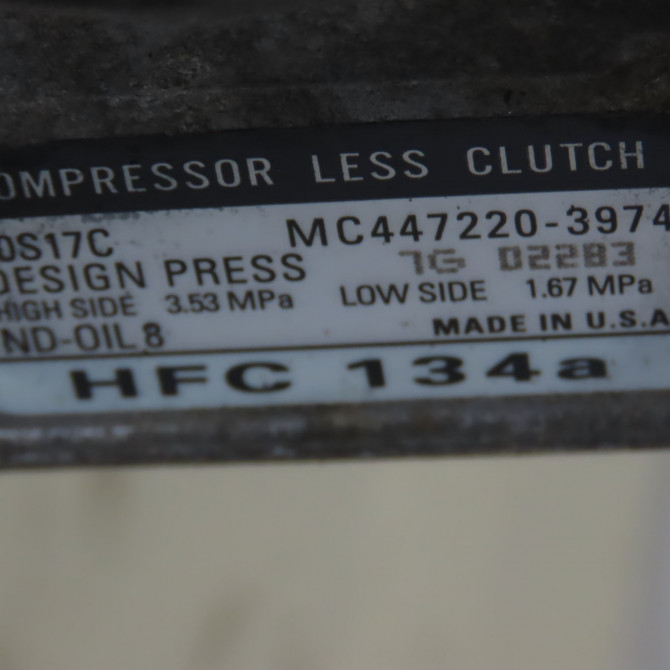 OMPRESSOR LESS CLUTCH
0S17C MC447220-3974
DESIGN PRESS 7G 02283
HIGH SIDE 3.53 MPa LOW SIDE 1.67 MPa
ND-OIL 8 MADE IN U.S.A
HFC 134a